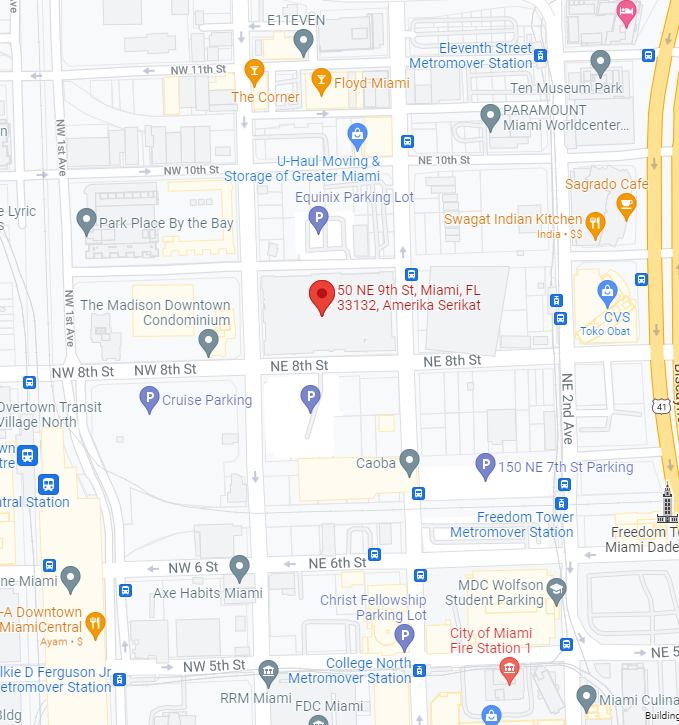 E11EVEN
Eleventh Street
Metromover Station
NW 11th St
Ten Museum Park
The Corner
Floyd Miami
PARAMOUNT
Miami Worldcenter...
NW 1st Ave
U-Haul Moving &
Storage of Greater Miami
NE 10th St
NW 10th St
Sagrado Cafe
Equinix Parking Lot
e Lyric
s
Park Place By the Bay
Swagat Indian Kitchen
India • $$
50 NE 9th St, Miami, FL
33132, Amerika Serikat
The Madison Downtown
Condominium
NW 1st Ave
CVS
Toko Obat
NE 8th St
NE 8th St
NW 8th St
NW 8th St
NE 2nd Ave
41
Overtown Transit
Village North
Cruise Parking
wn
tre
Caoba
150 NE 7th St Parking
ntral Station
Freedom Tower
Metromover Station
Freedom T
Miami Dade
NE 6th St
NW 6 St
ne Miami
Axe Habits Miami
MDC Wolfson
Student Parking
Christ Fellowship
Parking Lot
-A Downtown
MiamiCentral
Ayam • $
City of Miami
Fire Station 1
NE 5
NW 5th St
College North
Metromover Station
lkie D Ferguson Jr
etromover Station
RRM Miami
FDC Miami
Miami Culina
Bldg
Building